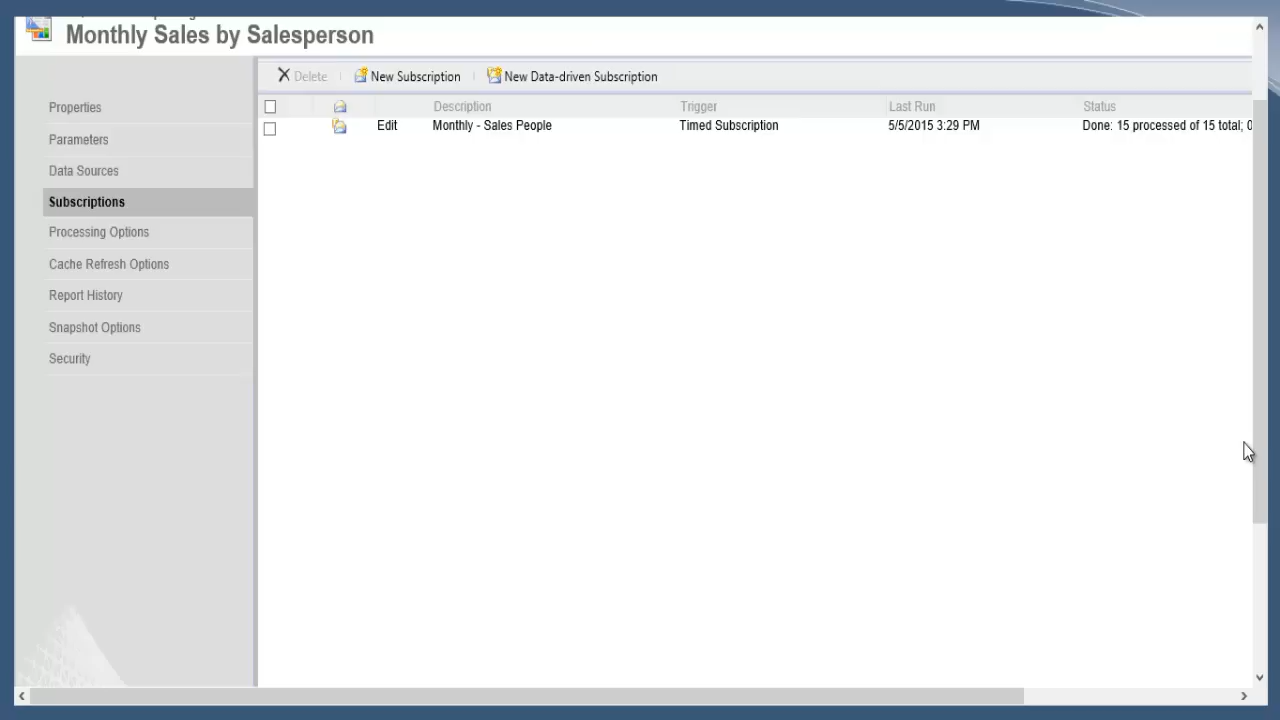 Monthly Sales by Salesperson
Delete
New Subscription
New Data-driven Subscription
Properties
Parameters
Data Sources
Subscriptions
Processing Options
Cache Refresh Options
Report History
Snapshot Options
Security
Description Trigger Last Run Status
Edit Monthly - Sales People Timed Subscription 5/5/2015 3:29 PM Done: 15 processed of 15 total; 0